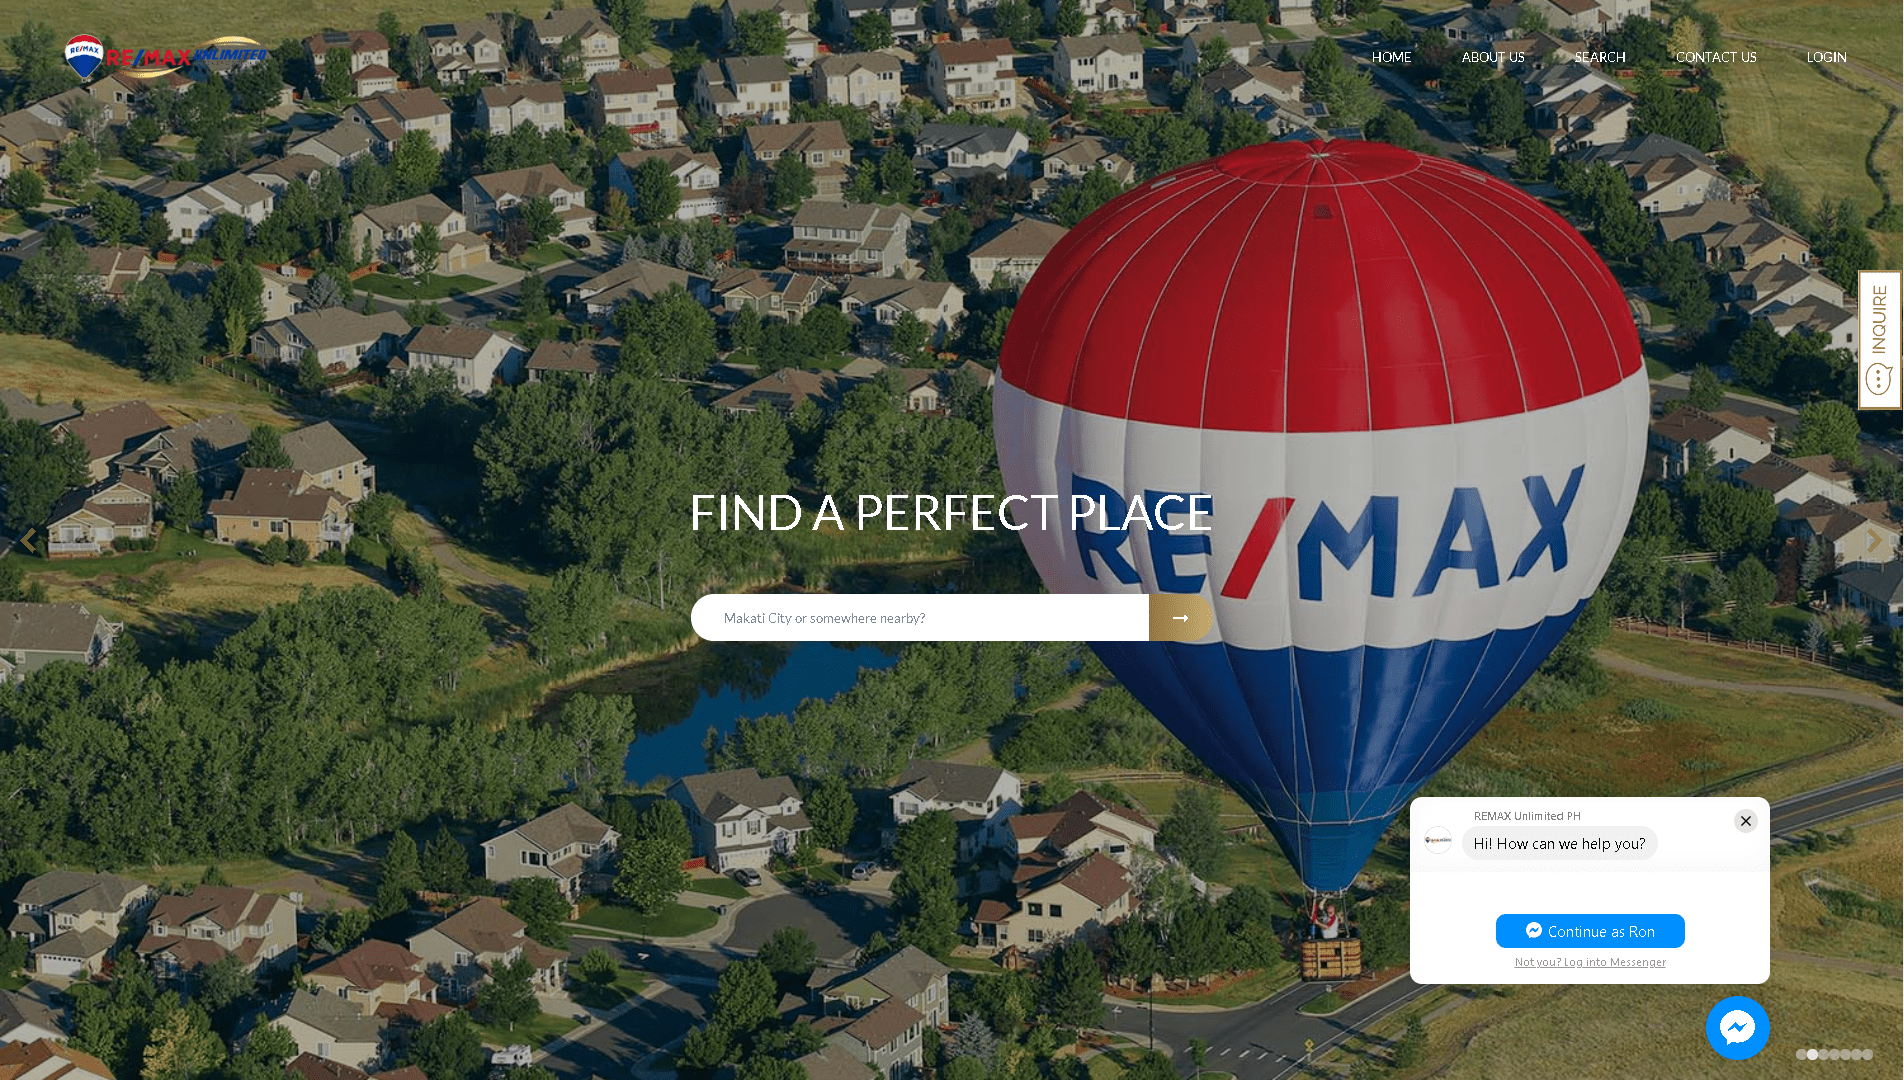 RE/MAX
RE/MAX UNLIMITED
HOME
ABOUT US
SEARCH
CONTACT US
LOGIN
INQUIRE
RE/MAX
FIND A PERFECT PLACE
Makati City or somewhere nearby?
REMAX Unlimited PH
Hi! How can we help you?
Continue as Ron
Not you? Log into Messenger